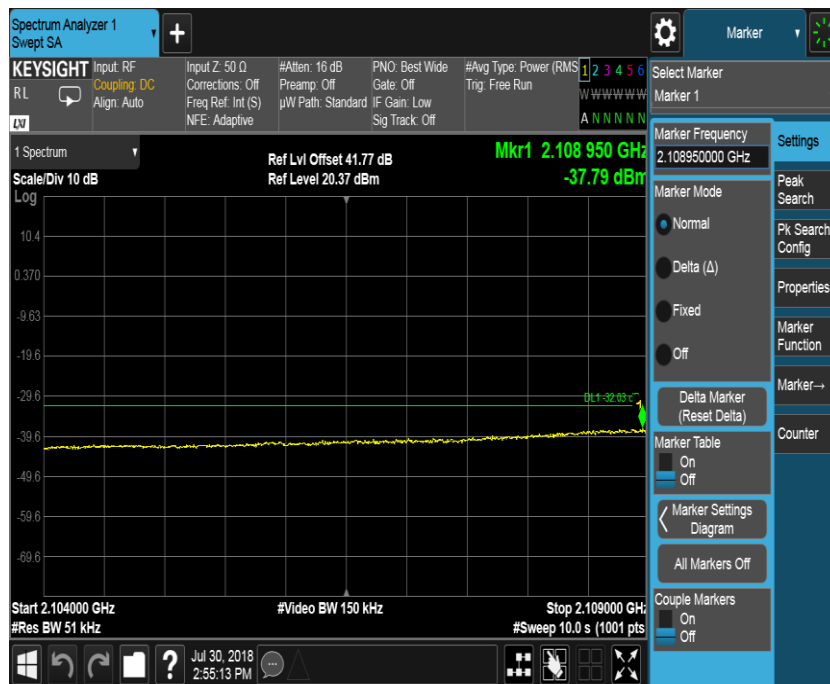 Spectrum Analyzer 1
Swept SA
+
Marker
KEYSIGHT
RL
LXI
Input: RF
Coupling: DC
Align: Auto
Input Z: 50 Ω
Corrections: Off
Freq Ref: Int (S)
NFE: Adaptive
#Atten: 16 dB
Preamp: Off
µW Path: Standard
PNO: Best Wide
Gate: Off
IF Gain: Low
Sig Track: Off
#Avg Type: Power (RMS
Trig: Free Run
1 2 3 4 5 6
W W W W W W
A N N N N N
Select Marker
Marker 1
1 Spectrum
Scale/Div 10 dB
Log
Ref Lvl Offset 41.77 dB
Ref Level 20.37 dBm
Mkr1 2.108 950 GHz
-37.79 dBm
10.4
0.370
-9.63
-19.6
-29.6
-39.6
-49.6
-59.6
-69.6
DL1 -32.03
1
Start 2.104000 GHz
#Res BW 51 kHz
#Video BW 150 kHz
Stop 2.109000 GHz
#Sweep 10.0 s (1001 pts
Marker Frequency
2.108950000 GHz
Marker Mode
Normal
Delta (Δ)
Fixed
Off
Delta Marker
(Reset Delta)
Marker Table
On
Off
Marker Settings
Diagram
All Markers Off
Couple Markers
On
Off
Settings
Peak
Search
Pk Search
Config
Properties
Marker
Function
Marker→
Counter
?
Jul 30, 2018
2:55:13 PM